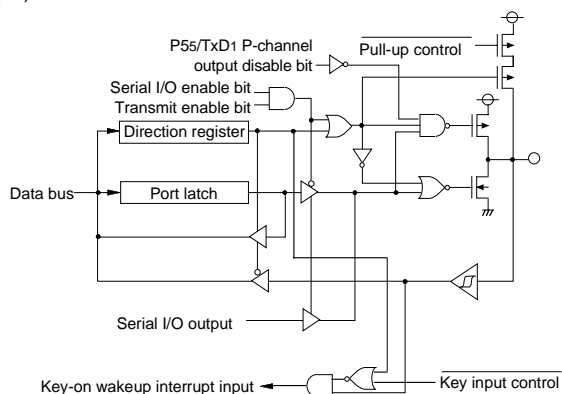 P55/TxD1 P-channel
output disable bit
Pull-up control
Serial I/O enable bit
Transmit enable bit
Direction register
Data bus
Port latch
Serial I/O output
Key-on wakeup interrupt input
Key input control